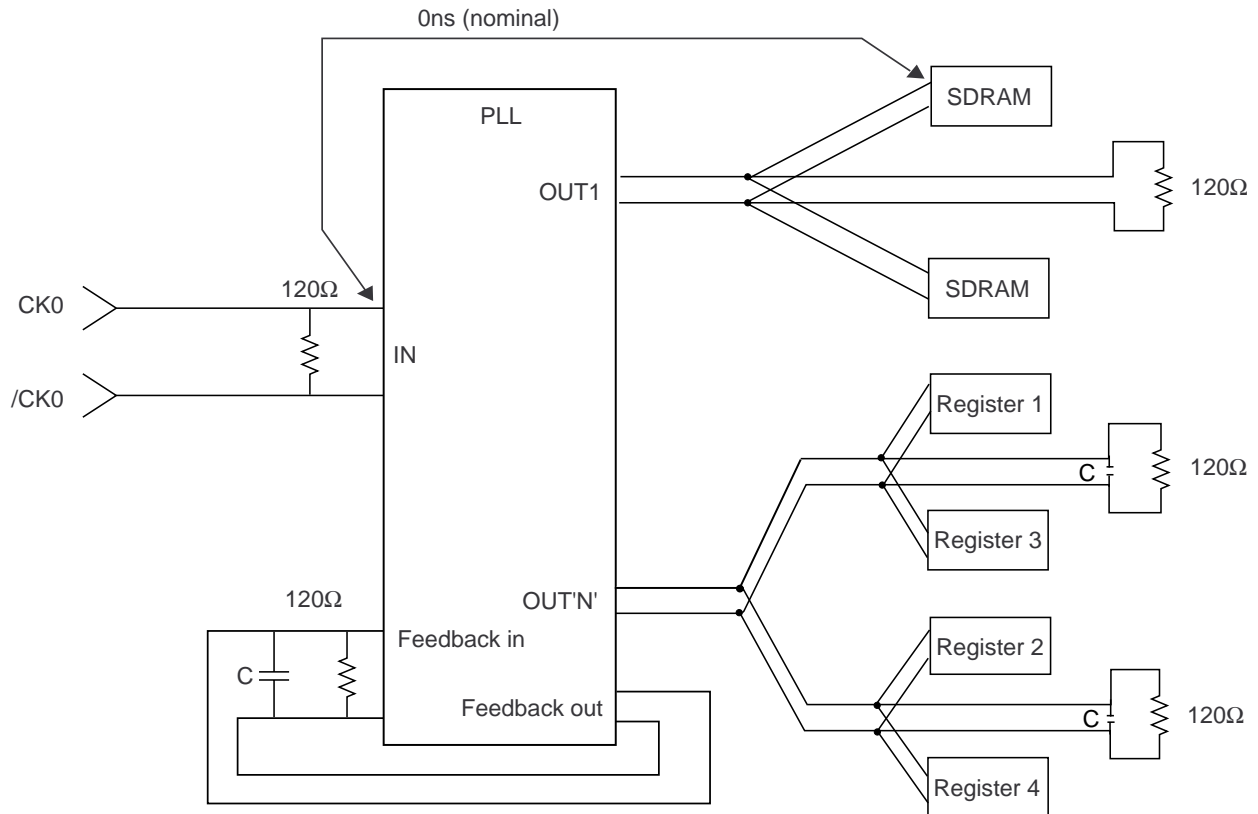 0ns (nominal)
PLL
SDRAM
OUT1
120Ω
SDRAM
CK0
120Ω
IN
/CK0
Register 1
C
120Ω
Register 3
OUT'N'
120Ω
Feedback in
C
Register 2
Feedback out
C
120Ω
Register 4